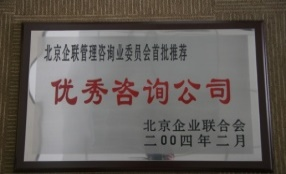 北京企联管理咨询业委员会首批推荐
优秀咨询公司
北京企业联合会
二00四年二月